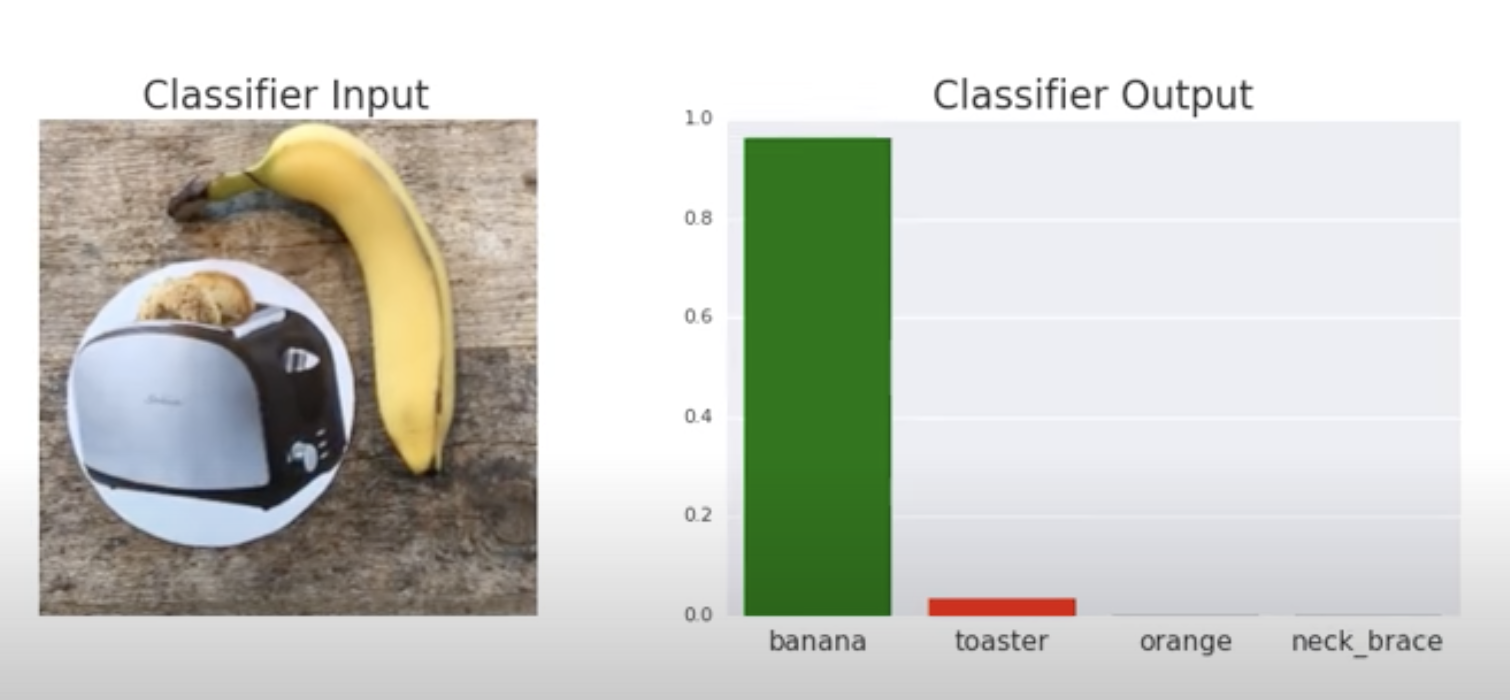 Classifier Input
Classifier Output
1.0
0.8
0.6
0.4
0.2
0.0
banana
toaster
orange
neck_brace